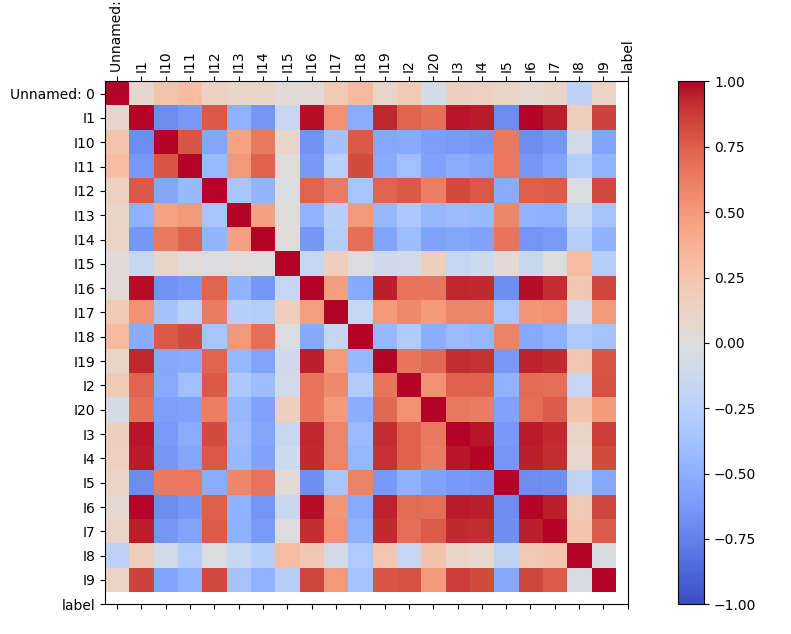 Unnamed: I1 I10 I11 I12 I13 I14 I15 I16 I17 I18 I19 I2 I20 I3 I4 I5 I6 I7 I8 I9 label
Unnamed: 0
I1
I10
I11
I12
I13
I14
I15
I16
I17
I18
I19
I2
I20
I3
I4
I5
I6
I7
I8
I9
label
1.00
0.75
0.50
0.25
0.00
−0.25
−0.50
−0.75
−1.00